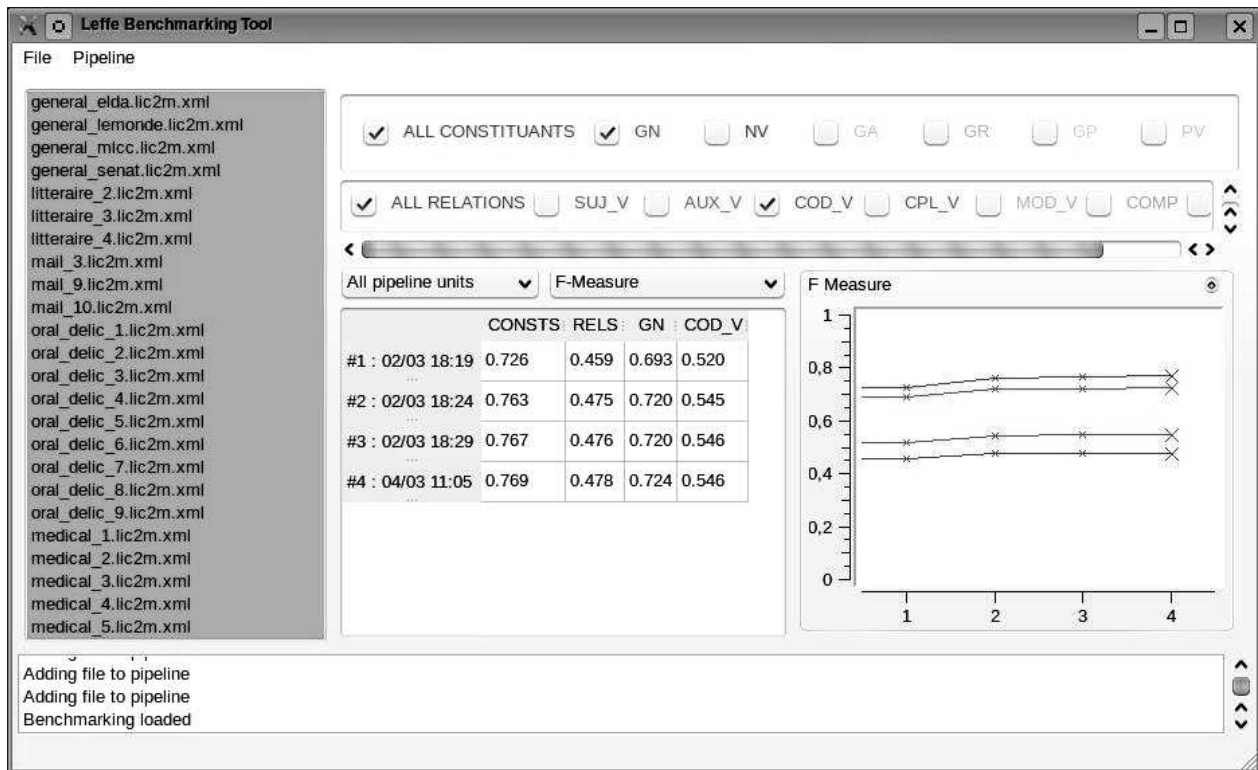 Leffe Benchmarking Tool
File Pipeline
general_elda.lic2m.xml
general_lemonde.lic2m.xml
general_mlcc.lic2m.xml
general_senat.lic2m.xml
litteraire_2.lic2m.xml
litteraire_3.lic2m.xml
litteraire_4.lic2m.xml
mail_3.lic2m.xml
mail_9.lic2m.xml
mail_10.lic2m.xml
oral_delic_1.lic2m.xml
oral_delic_2.lic2m.xml
oral_delic_3.lic2m.xml
oral_delic_4.lic2m.xml
oral_delic_5.lic2m.xml
oral_delic_6.lic2m.xml
oral_delic_7.lic2m.xml
oral_delic_8.lic2m.xml
oral_delic_9.lic2m.xml
medical_1.lic2m.xml
medical_2.lic2m.xml
medical_3.lic2m.xml
medical_4.lic2m.xml
medical_5.lic2m.xml
ALL CONSTITUANTS GN NV GA GR GP PV
ALL RELATIONS SUJ_V AUX_V COD_V CPL_V MOD_V COMP
All pipeline units F-Measure
CONSTS RELS GN COD_V
#1 : 02/03 18:19 0.726 0.459 0.693 0.520
...
#2 : 02/03 18:24 0.763 0.475 0.720 0.545
...
#3 : 02/03 18:29 0.767 0.476 0.720 0.546
...
#4 : 04/03 11:05 0.769 0.478 0.724 0.546
...
F Measure
1
0,8
0,6
0,4
0,2
0
1 2 3 4
Adding file to pipeline
Adding file to pipeline
Benchmarking loaded